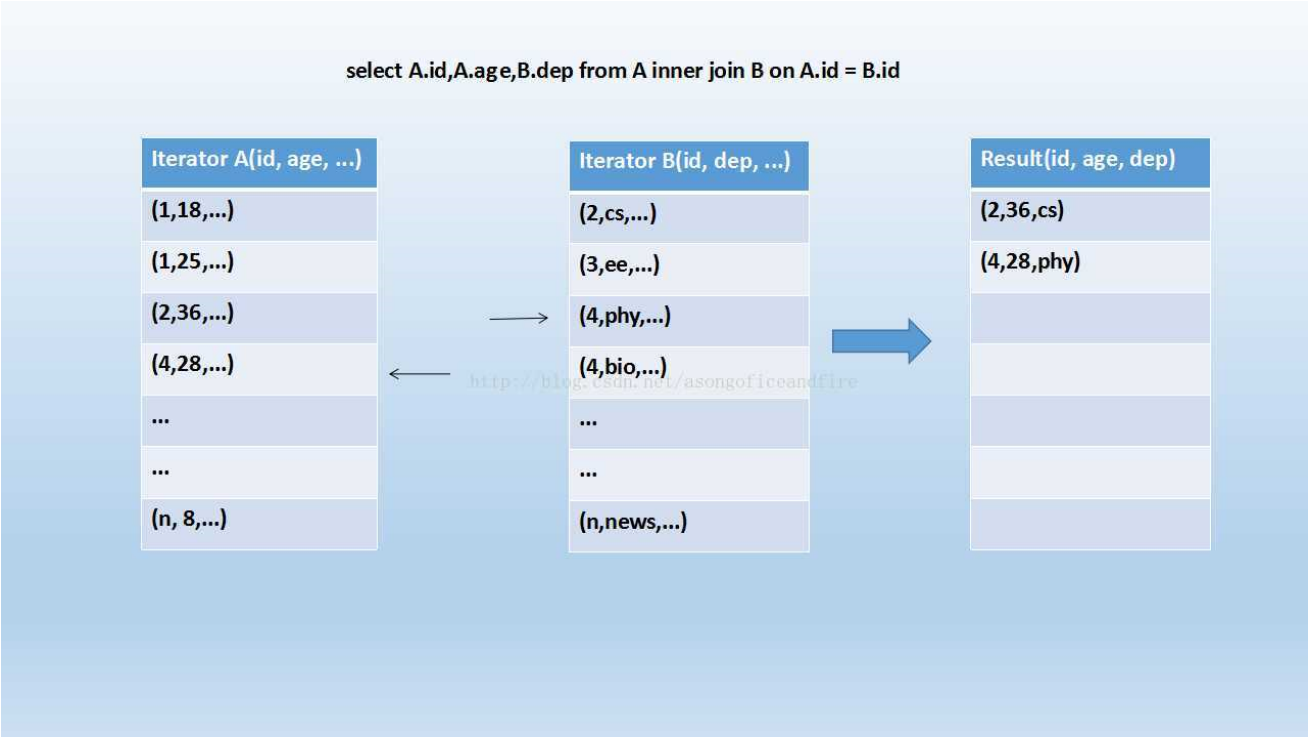 select A.id,A.age,B.dep from A inner join B on A.id = B.id
Iterator A(id, age, ...)
(1,18,...)
(1,25,...)
(2,36,...)
(4,28,...)
...
...
(n, 8,...)
Iterator B(id, dep, ...)
(2,cs,...)
(3,ee,...)
(4,phy,...)
(4,bio,...)
...
...
(n,news,...)
Result(id, age, dep)
(2,36,cs)
(4,28,phy)
http://blog.csdn.net/asongoficeandfire